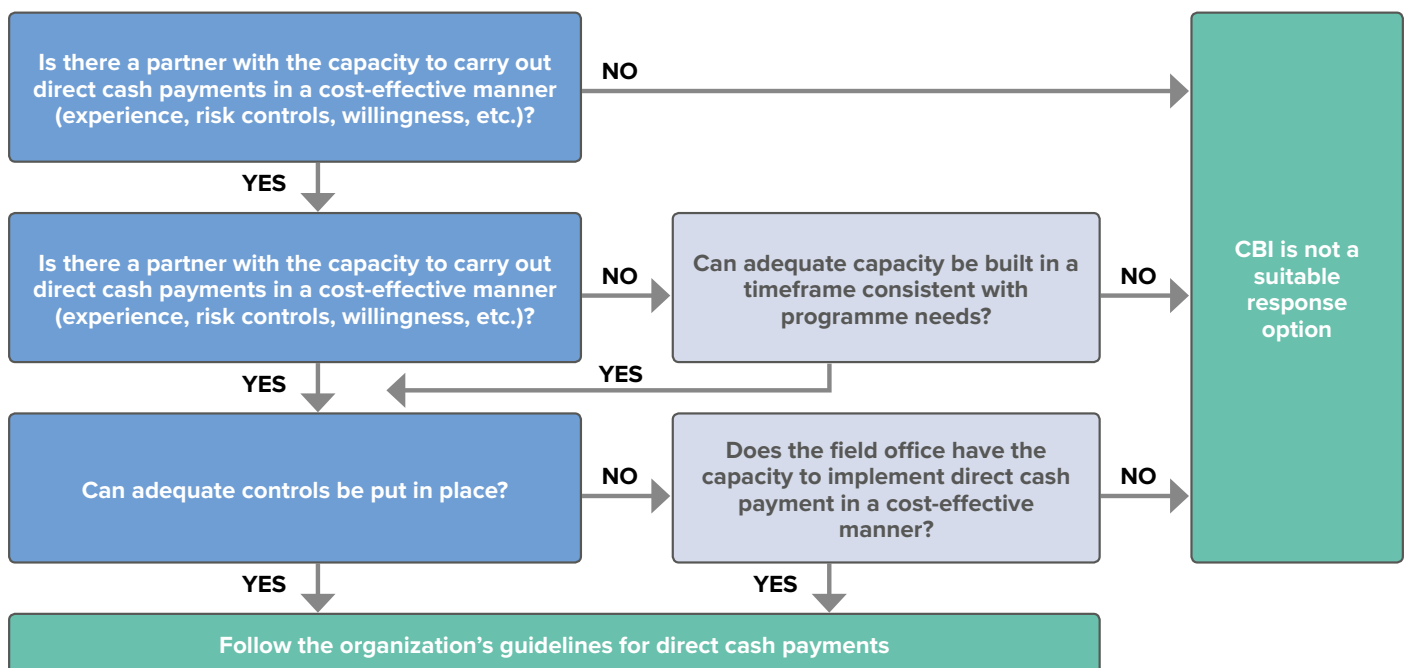 Is there a partner with the capacity to carry out
direct cash payments in a cost-effective manner
(experience, risk controls, willingness, etc.)?
NO
YES
Is there a partner with the capacity to carry out
direct cash payments in a cost-effective manner
(experience, risk controls, willingness, etc.)?
NO
Can adequate capacity be built in a
timeframe consistent with
programme needs?
NO
CBI is not a
suitable
response
option
YES
YES
Can adequate controls be put in place?
NO
Does the field office have the
capacity to implement direct cash
payment in a cost-effective
manner?
NO
YES
YES
Follow the organization’s guidelines for direct cash payments